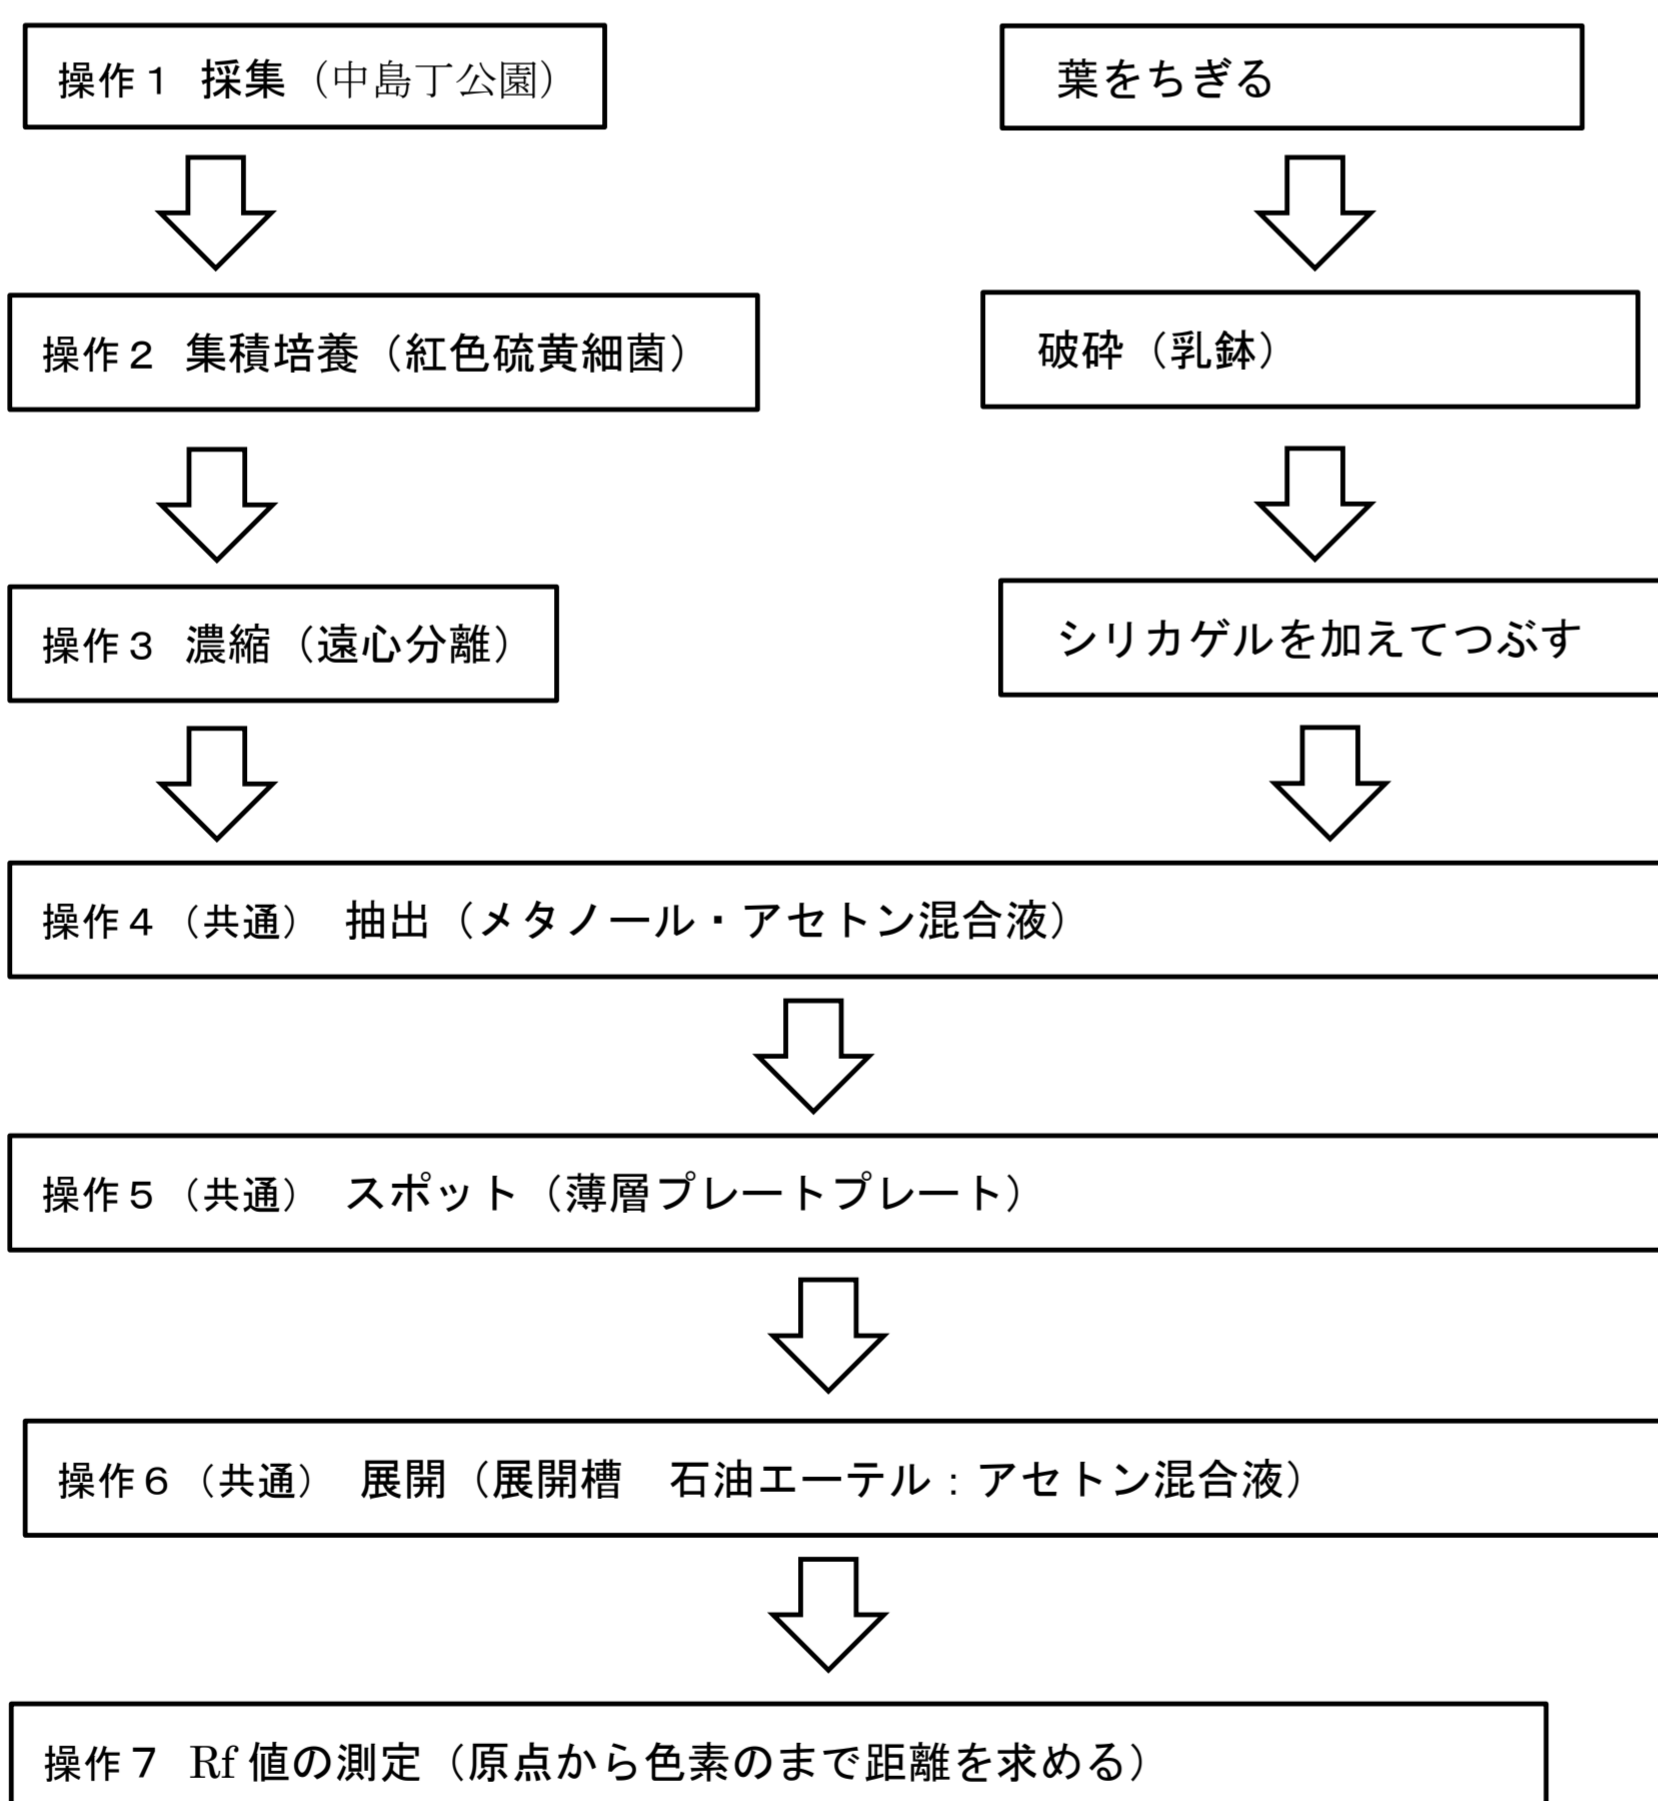 操作１ 採集（中島丁公園）
葉をちぎる
操作２ 集積培養（紅色硫黄細菌）
破砕（乳鉢）
操作３ 濃縮（遠心分離）
シリカゲルを加えてつぶす
操作４（共通） 抽出（メタノール・アセトン混合液）
操作５（共通） スポット（薄層プレートプレート）
操作６（共通） 展開（展開槽　石油エーテル：アセトン混合液）
操作７ Rf 値の測定（原点から色素のまで距離を求める）